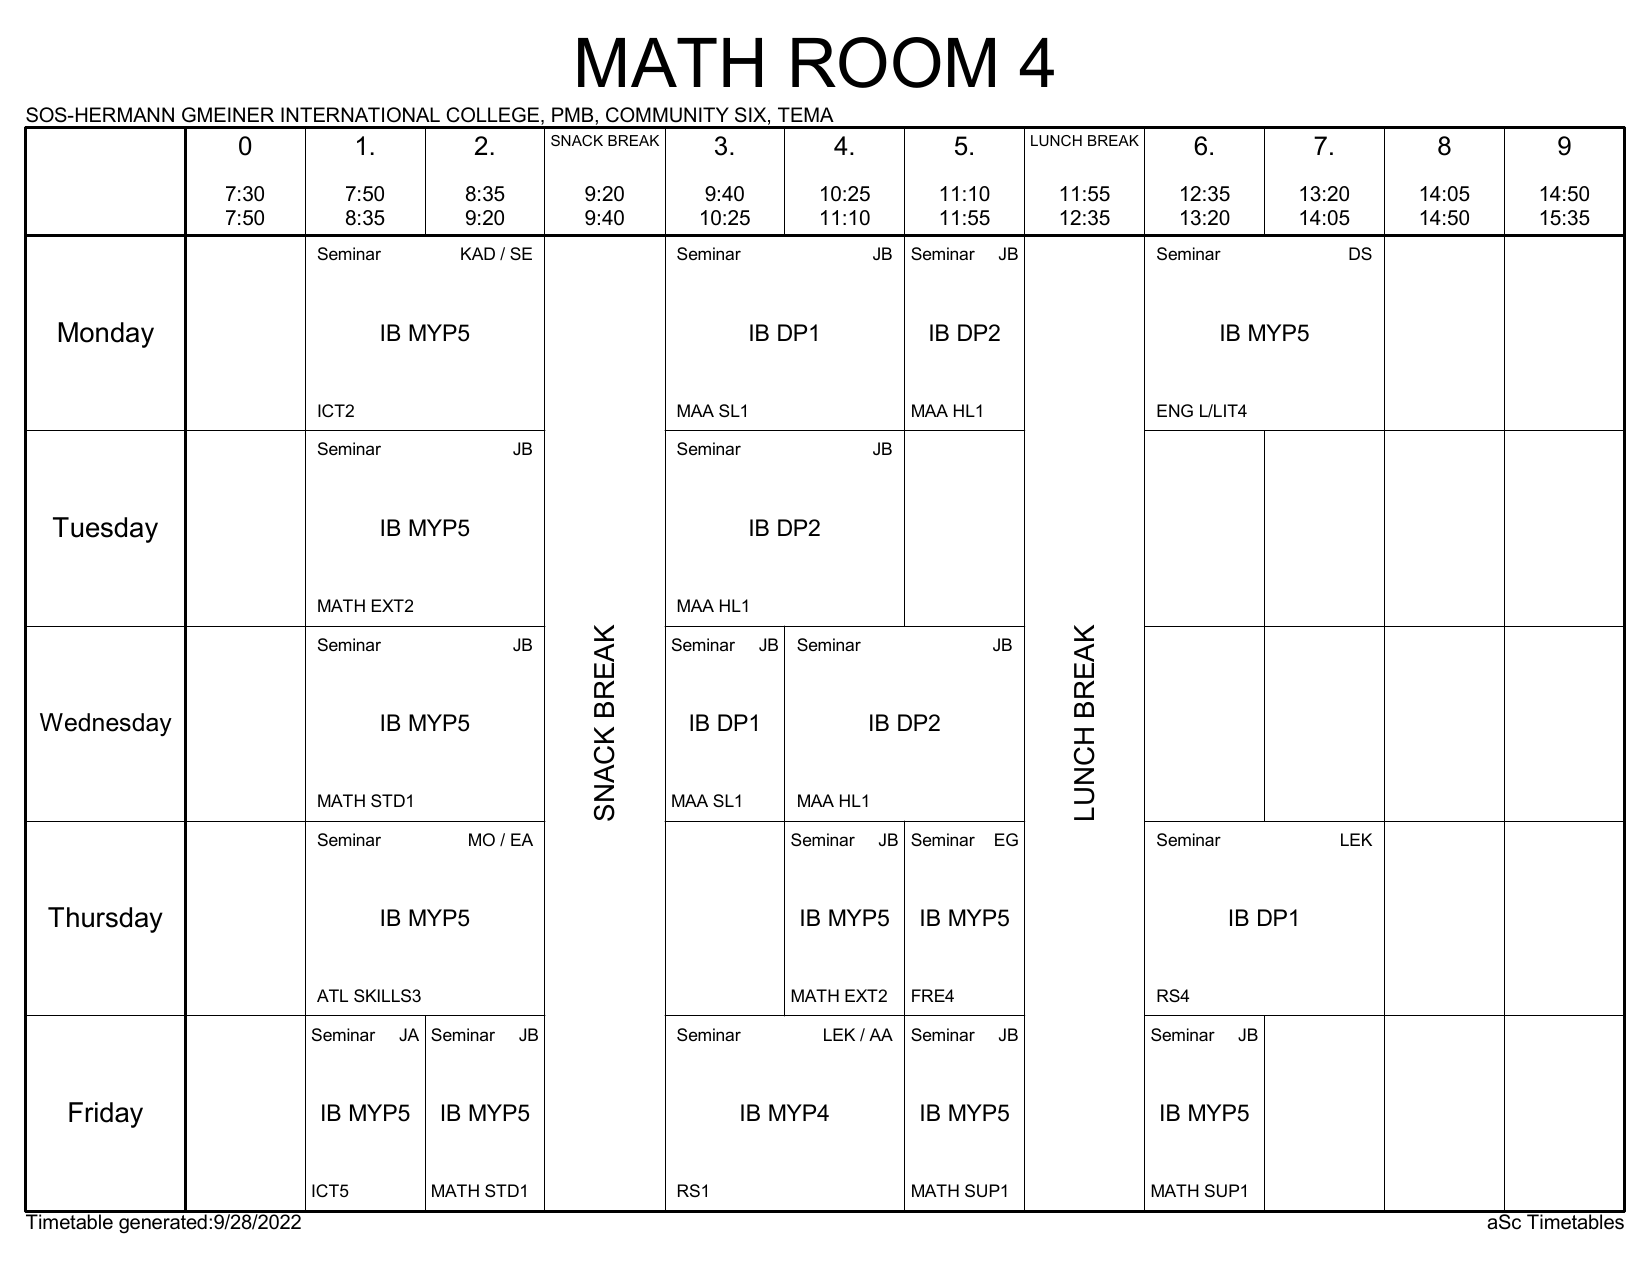 MATH ROOM 4
SOS-HERMANN GMEINER INTERNATIONAL COLLEGE, PMB, COMMUNITY SIX, TEMA
0 1. 2. SNACK BREAK 3. 4. 5. LUNCH BREAK 6. 7. 8 9
7:30 7:50 8:35 9:20 9:40 10:25 11:10 11:55 12:35 13:20 14:05 14:50
7:50 8:35 9:20 9:40 10:25 11:10 11:55 12:35 13:20 14:05 14:50 15:35
Seminar KAD / SE Seminar JB Seminar JB Seminar DS
Monday IB MYP5 IB DP1 IB DP2 IB MYP5
ICT2 MAA SL1 MAA HL1 ENG L/LIT4
Seminar JB Seminar JB
Tuesday IB MYP5 IB DP2
MATH EXT2 MAA HL1
SNACK BREAK
LUNCH BREAK
Seminar JB Seminar JB Seminar JB
Wednesday IB MYP5 IB DP1 IB DP2
MATH STD1 MAA SL1 MAA HL1
Seminar MO / EA Seminar JB Seminar EG Seminar LEK
Thursday IB MYP5 IB MYP5 IB MYP5 IB DP1
ATL SKILLS3 MATH EXT2 FRE4 RS4
Seminar JA Seminar JB Seminar LEK / AA Seminar JB Seminar JB
Friday IB MYP5 IB MYP5 IB MYP4 IB MYP5 IB MYP5
ICT5 MATH STD1 RS1 MATH SUP1 MATH SUP1
Timetable generated:9/28/2022 aSc Timetables